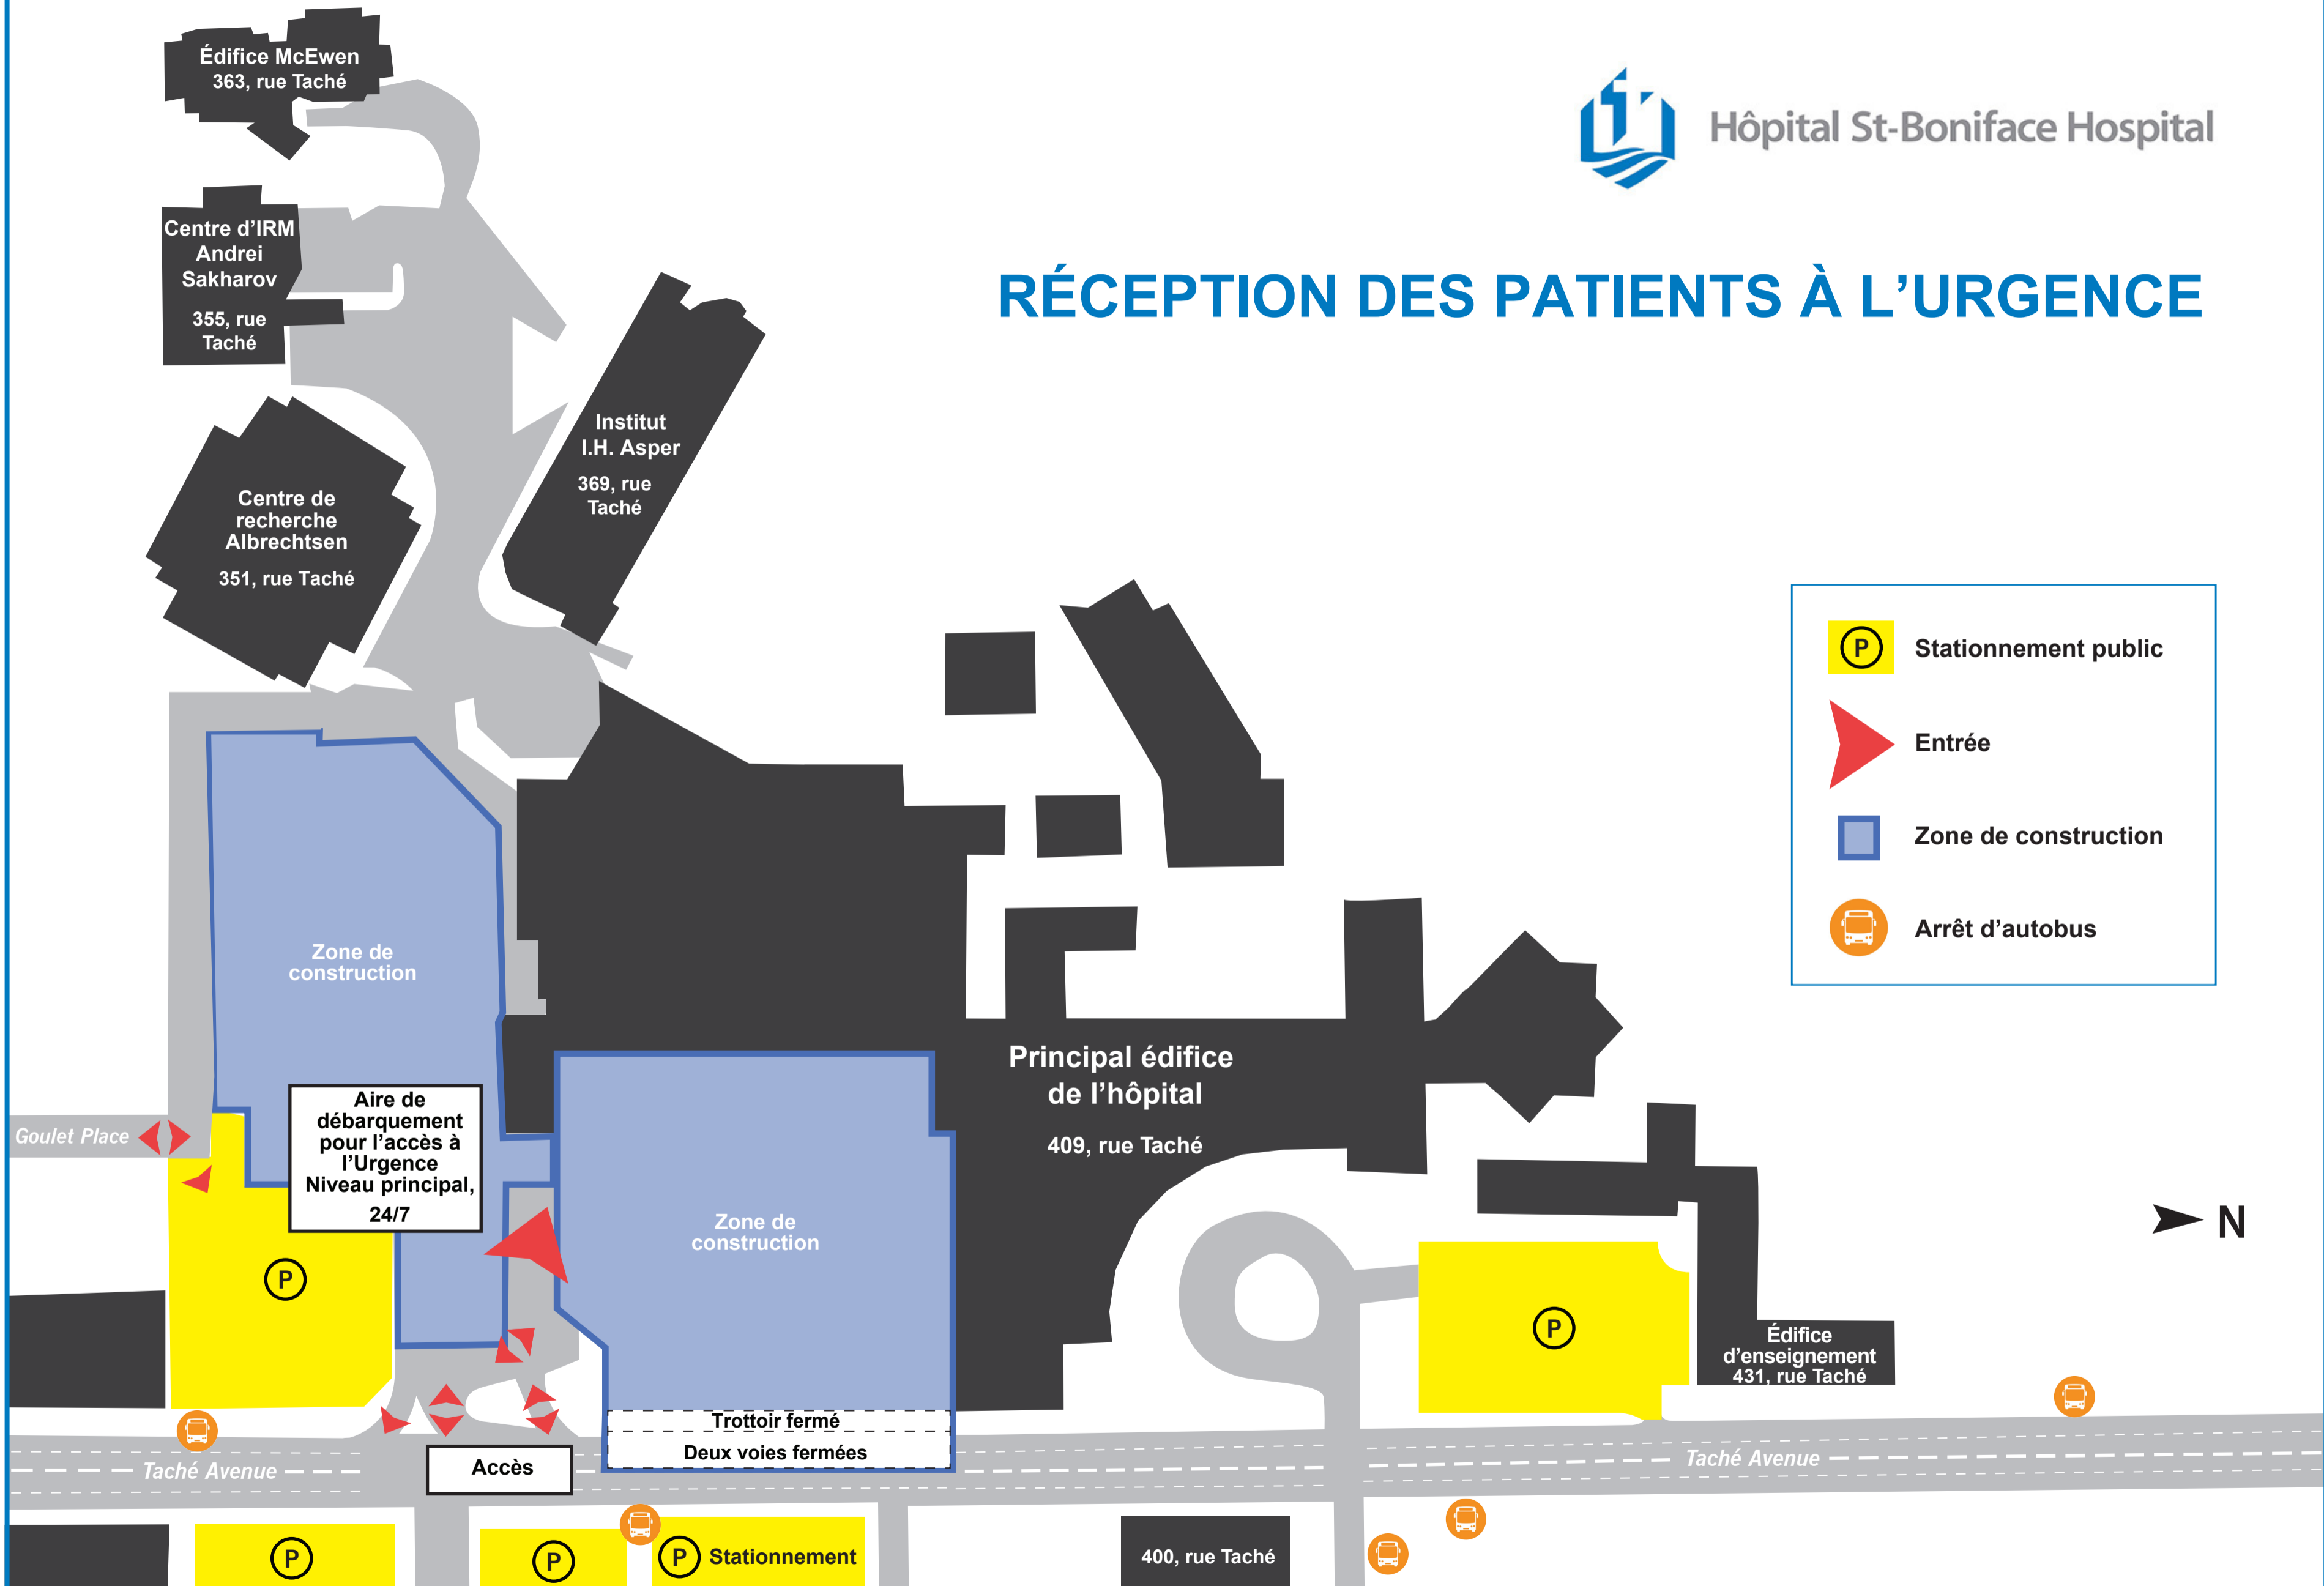 Édifice McEwen
363, rue Taché
Hôpital St-Boniface Hospital
RÉCEPTION DES PATIENTS À L’URGENCE
Centre d’IRM
Andrei
Sakharov
355, rue
Taché
Institut
I.H. Asper
369, rue
Taché
Centre de
recherche
Albrechtsen
351, rue Taché
P
Stationnement public
Entrée
Zone de construction
Arrêt d’autobus
Zone de
construction
Principal édifice
de l’hôpital
409, rue Taché
Aire de
débarquement
pour l’accès à
l’Urgence
Niveau principal,
24/7
Goulet Place
Zone de
construction
N
P
P
Édifice
d’enseignement
431, rue Taché
Trottoir fermé
Deux voies fermées
Taché Avenue
Accès
Taché Avenue
P
P
P Stationnement
400, rue Taché